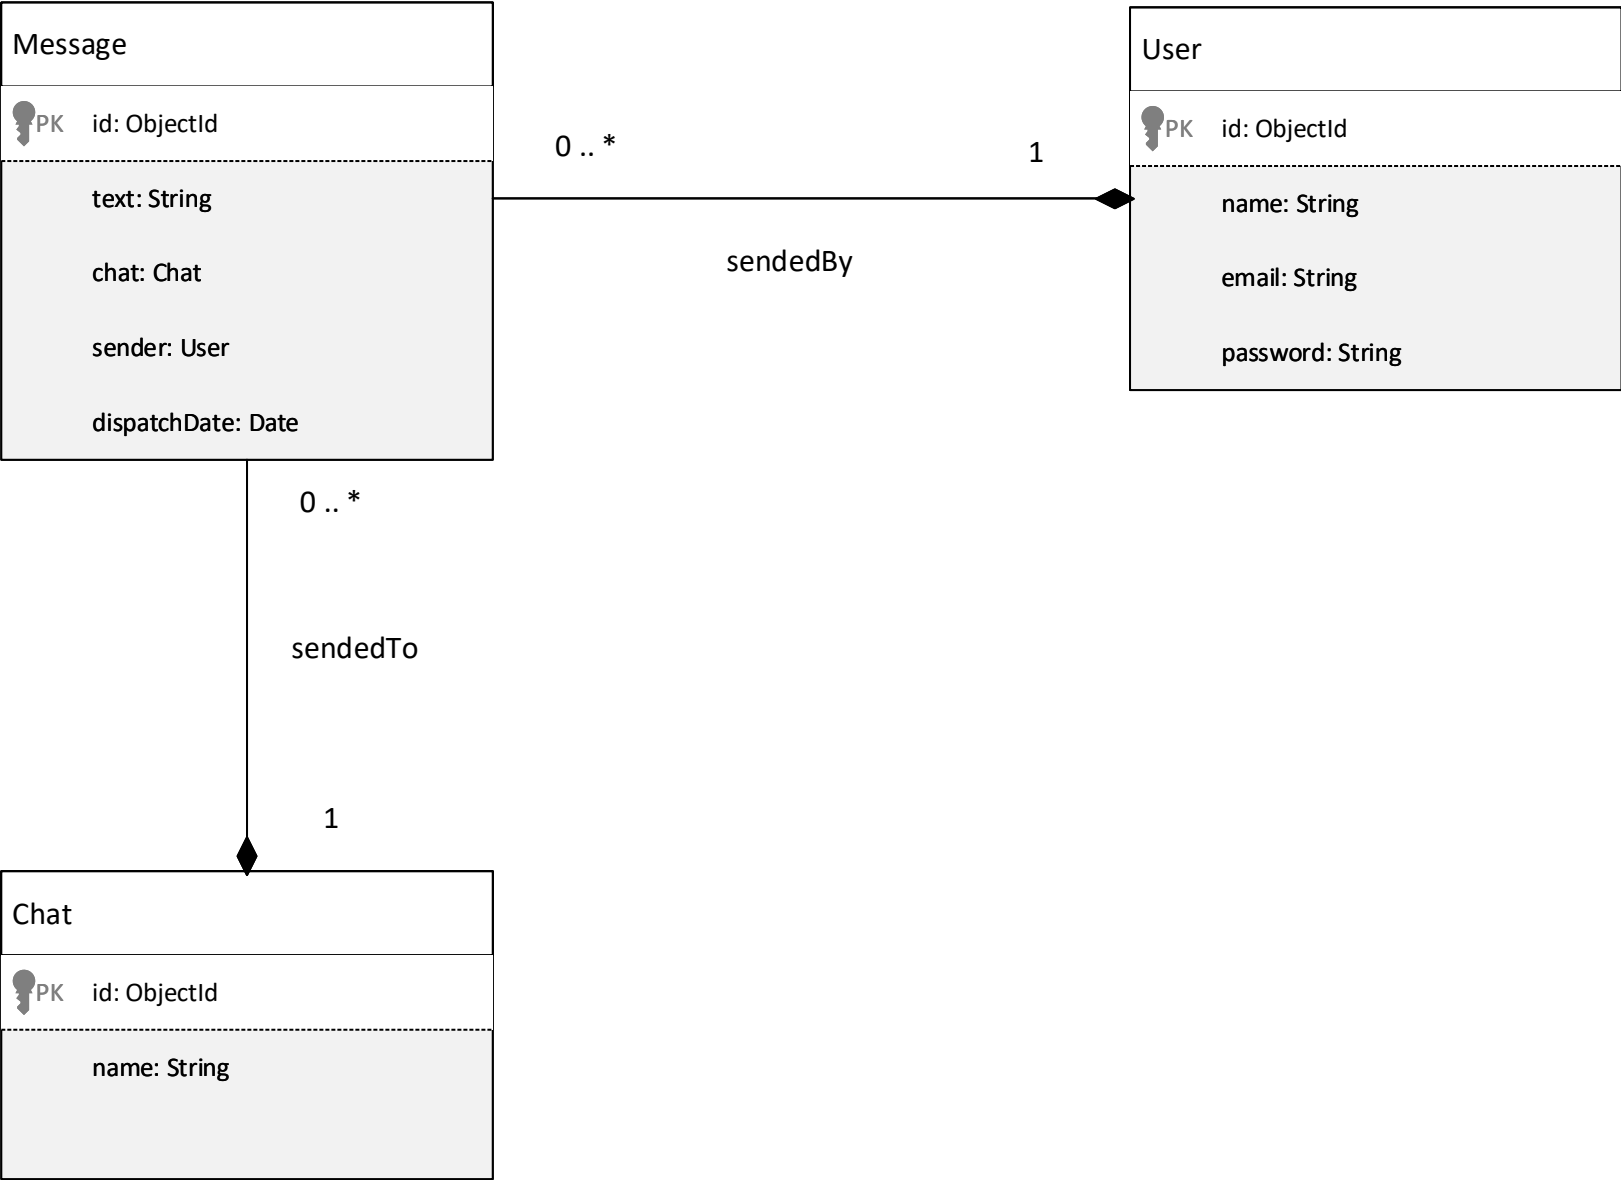 Message
PK id: ObjectId
text: String
chat: Chat
sender: User
dispatchDate: Date
0 .. *
1
sendedBy
User
PK id: ObjectId
name: String
email: String
password: String
0 .. *
sendedTo
1
Chat
PK id: ObjectId
name: String